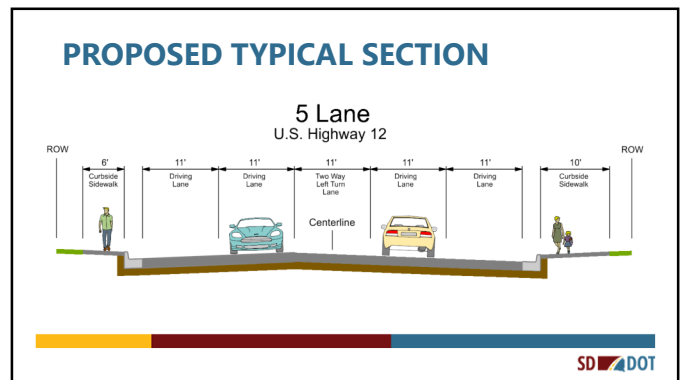 PROPOSED TYPICAL SECTION
5 Lane
U.S. Highway 12
ROW
ROW
6'
11'
11'
11'
11'
11'
10'
Curbside
Sidewalk
Driving
Lane
Driving
Lane
Two Way
Left Turn
Lane
Driving
Lane
Driving
Lane
Curbside
Sidewalk
Centerline
SD DOT